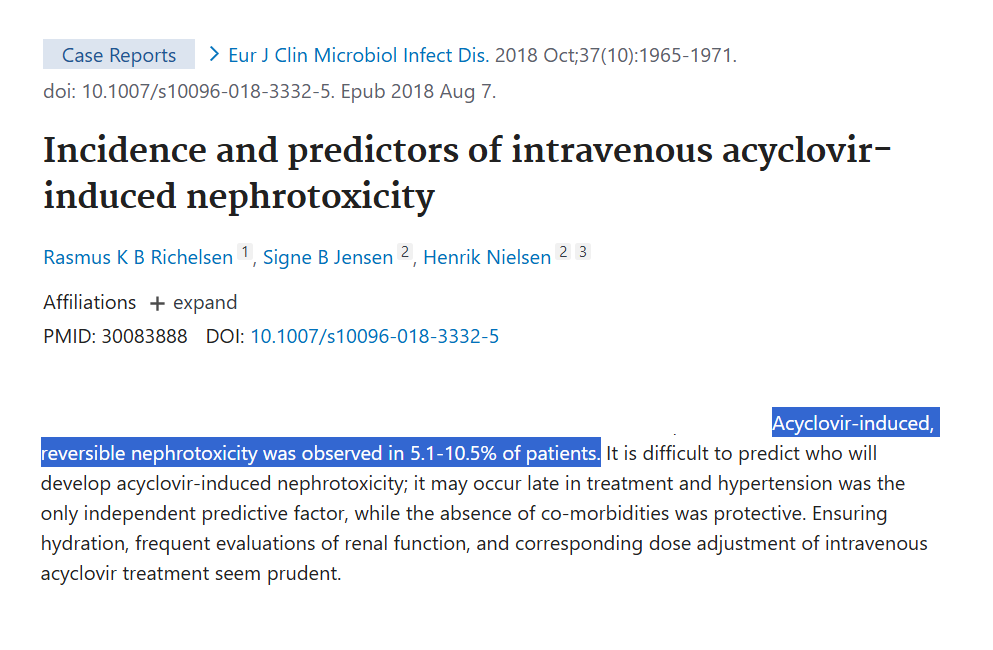 Case Reports > Eur J Clin Microbiol Infect Dis. 2018 Oct;37(10):1965-1971.
doi: 10.1007/s10096-018-3332-5. Epub 2018 Aug 7.
Incidence and predictors of intravenous acyclovir-
induced nephrotoxicity
Rasmus K B Richelsen 1, Signe B Jensen 2, Henrik Nielsen 2 3
Affiliations + expand
PMID: 30083888 DOI: 10.1007/s10096-018-3332-5
Acyclovir-induced,
reversible nephrotoxicity was observed in 5.1-10.5% of patients. It is difficult to predict who will
develop acyclovir-induced nephrotoxicity; it may occur late in treatment and hypertension was the
only independent predictive factor, while the absence of co-morbidities was protective. Ensuring
hydration, frequent evaluations of renal function, and corresponding dose adjustment of intravenous
acyclovir treatment seem prudent.